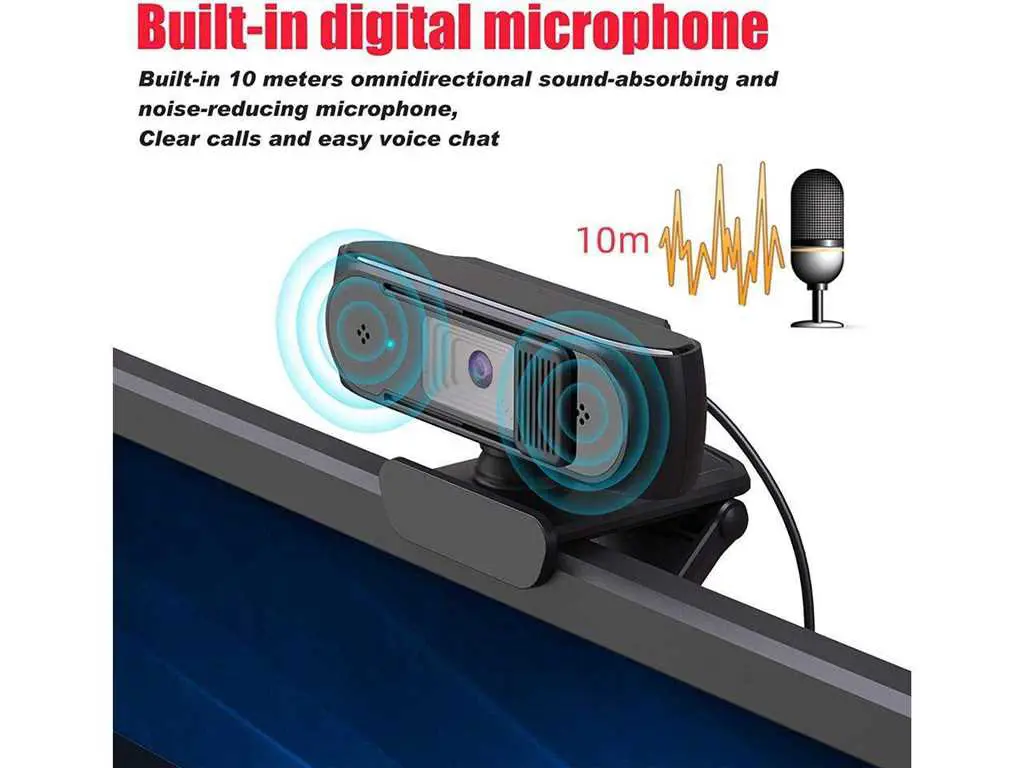 Built-in digital microphone
Built-in 10 meters omnidirectional sound-absorbing and
noise-reducing microphone,
Clear calls and easy voice chat
10m